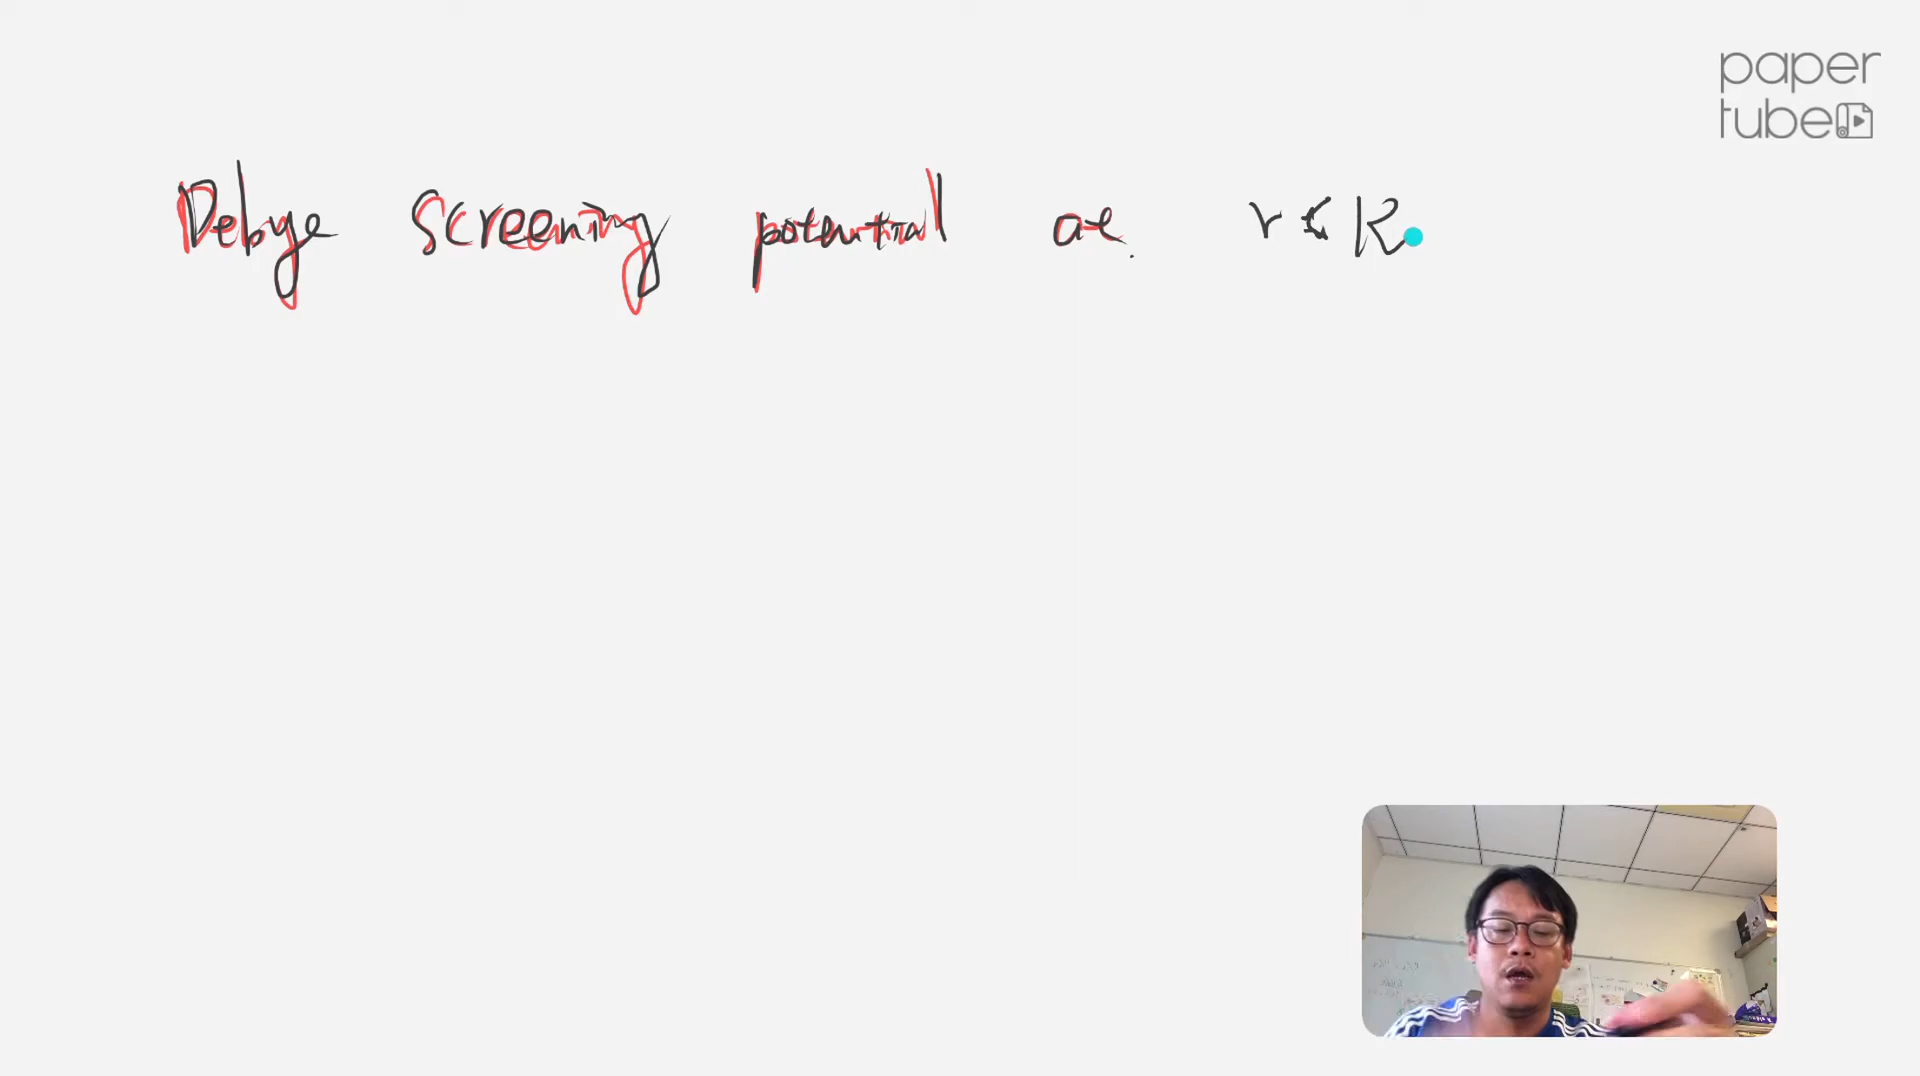 paper
tube
Debye screening potential at r < R